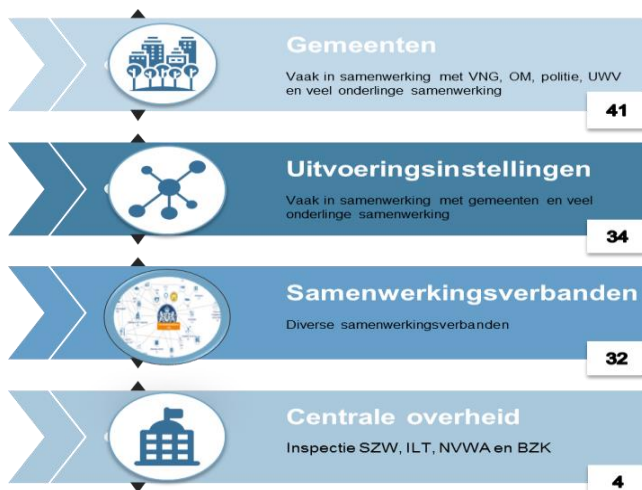 Gemeenten
Vaak in samenwerking met VNG, OM, politie, UWV
en veel onderlinge samenwerking
41
Uitvoeringsinstellingen
Vaak in samenwerking met gemeenten en veel
onderlinge samenwerking
34
Samenwerkingsverbanden
Diverse samenwerkingsverbanden
32
Centrale overheid
Inspectie SZW, ILT, NVWA en BZK
4